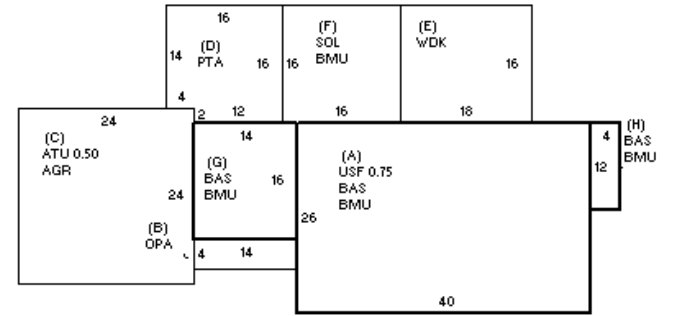 16
(D)
PTA
14
16
4
2
12
(F)
SOL
BMU
16
16
(E)
WDK
16
18
24
(C)
ATU 0.50
AGR
24
(B)
OPA
14
(G)
BAS
BMU
16
4
14
(A)
USF 0.75
BAS
BMU
26
40
4
12
(H)
BAS
BMU